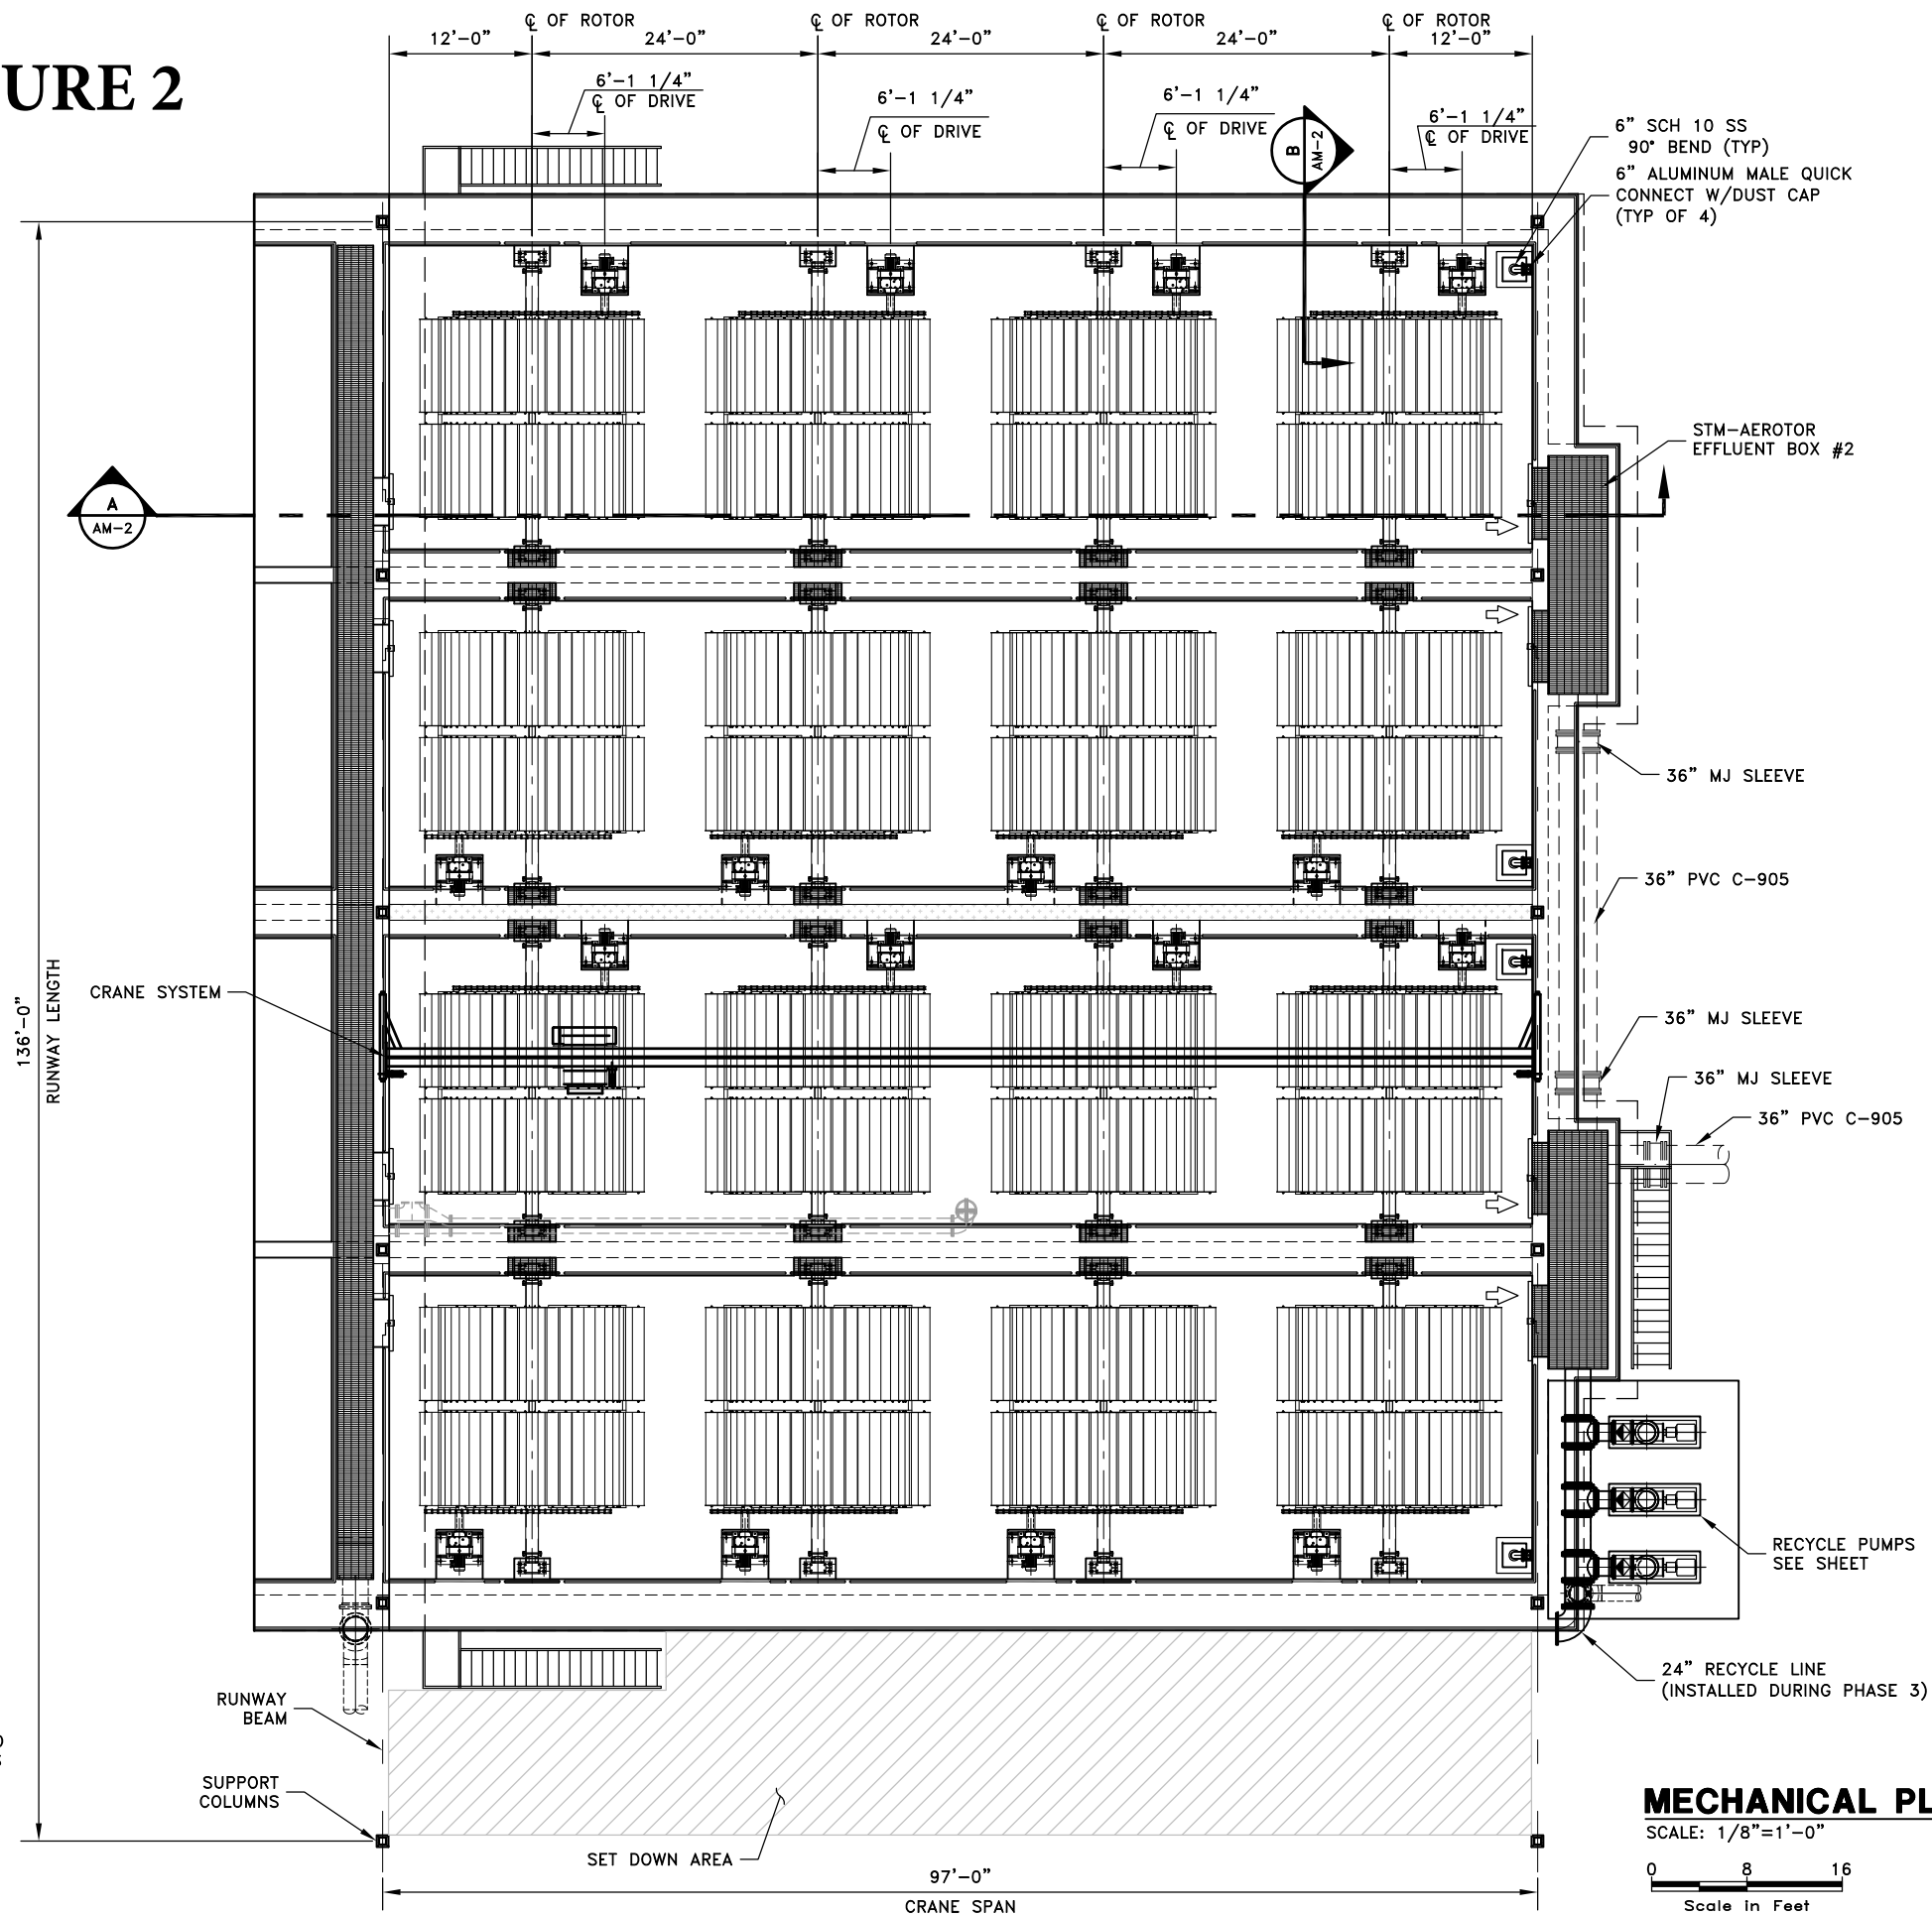 URE 2
℄ OF ROTOR
℄ OF ROTOR
℄ OF ROTOR
℄ OF ROTOR
12'-0"
24'-0"
24'-0"
24'-0"
12'-0"
6'-1 1/4"
℄ OF DRIVE
6'-1 1/4"
℄ OF DRIVE
6'-1 1/4"
℄ OF DRIVE
6'-1 1/4"
℄ OF DRIVE
B
AM-2
6" SCH 10 SS
90° BEND (TYP)
6" ALUMINUM MALE QUICK
CONNECT W/DUST CAP
(TYP OF 4)
STM-AEROTOR
EFFLUENT BOX #2
A
AM-2
36" MJ SLEEVE
36" PVC C-905
CRANE SYSTEM
136'-0"
RUNWAY LENGTH
36" MJ SLEEVE
36" MJ SLEEVE
36" PVC C-905
RECYCLE PUMPS
SEE SHEET
24" RECYCLE LINE
(INSTALLED DURING PHASE 3)
RUNWAY
BEAM
SUPPORT
COLUMNS
SET DOWN AREA
97'-0"
CRANE SPAN
MECHANICAL PL
SCALE: 1/8"=1'-0"
0 8 16
Scale in Feet